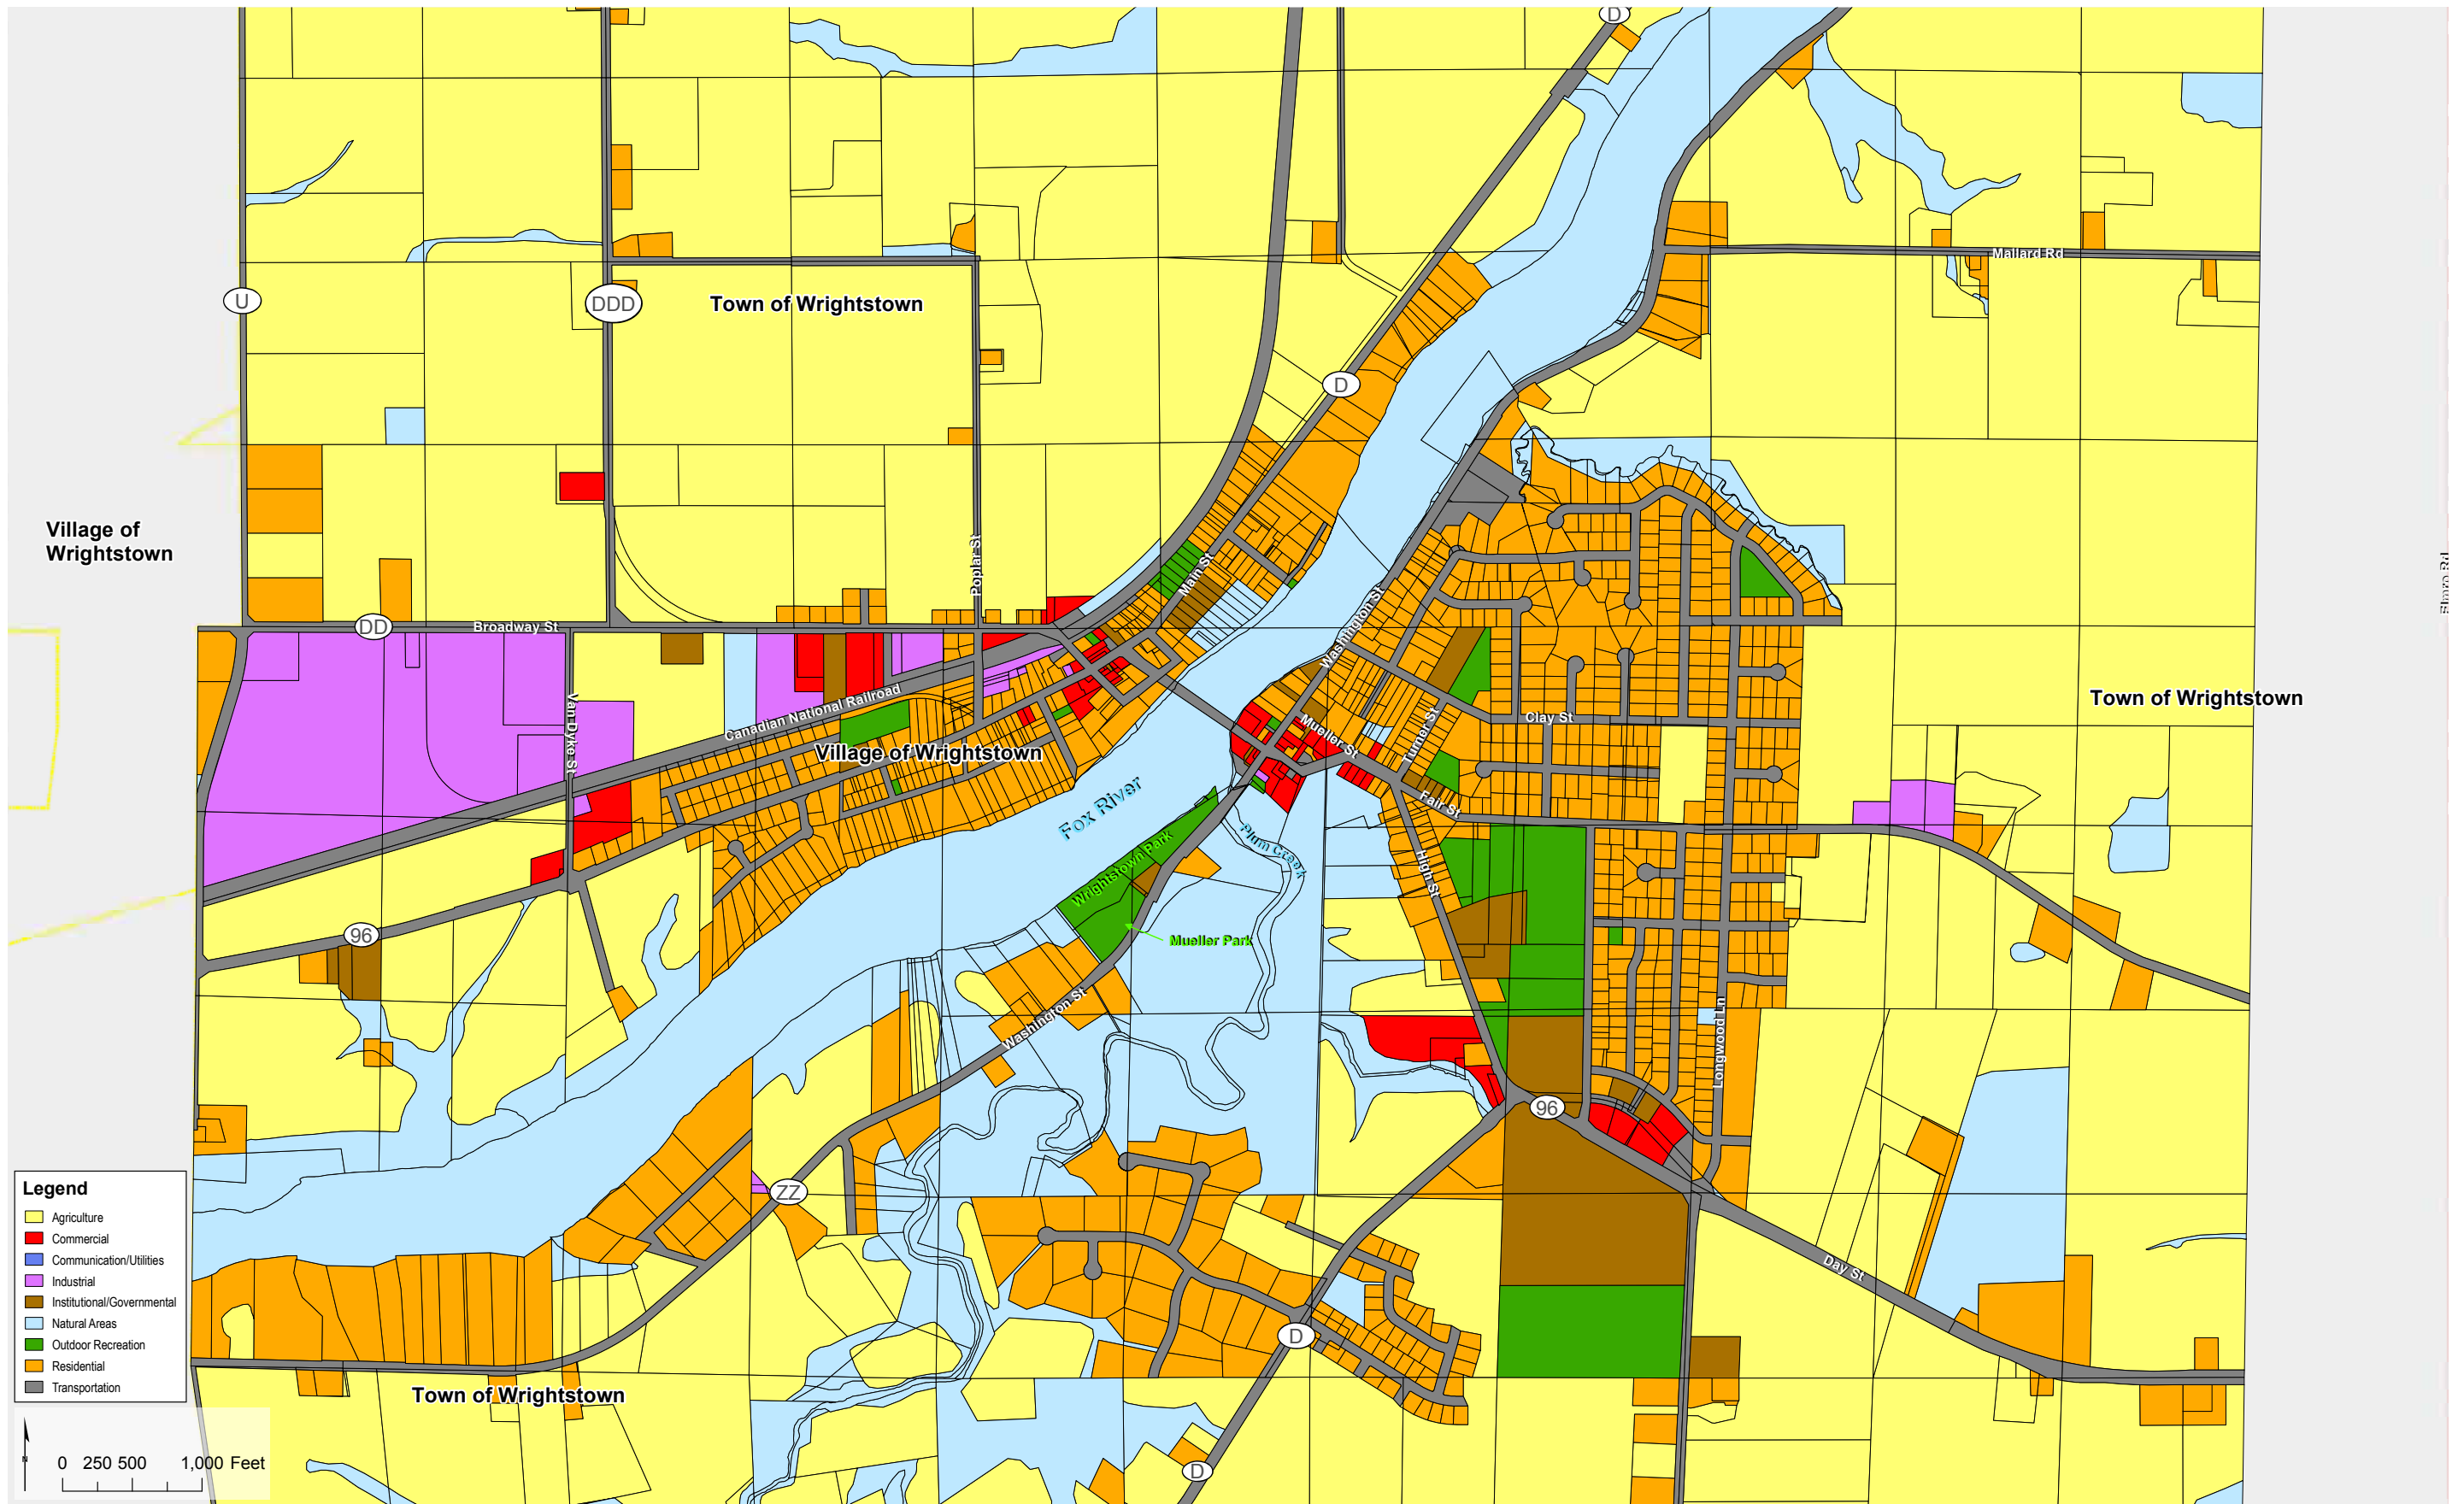 D
U
DDD
Town of Wrightstown
D
Mallard Rd
Village of
Wrightstown
Poplar St
Main St
Washington St
DD
Broadway St
Van Dyke St
Canadian National Railroad
Village of Wrightstown
Town of Wrightstown
Mueller St
Turner St
Clay St
Fair St
Fox River
Plum Creek
Wrightstown Park
High St
Mueller Park
96
Washington St
Longwood Ln
96
ZZ
Day St
D
Town of Wrightstown
D
Legend
Agriculture
Commercial
Communication/Utilities
Industrial
Institutional/Governmental
Natural Areas
Outdoor Recreation
Residential
Transportation
N
0 250 500 1,000 Feet